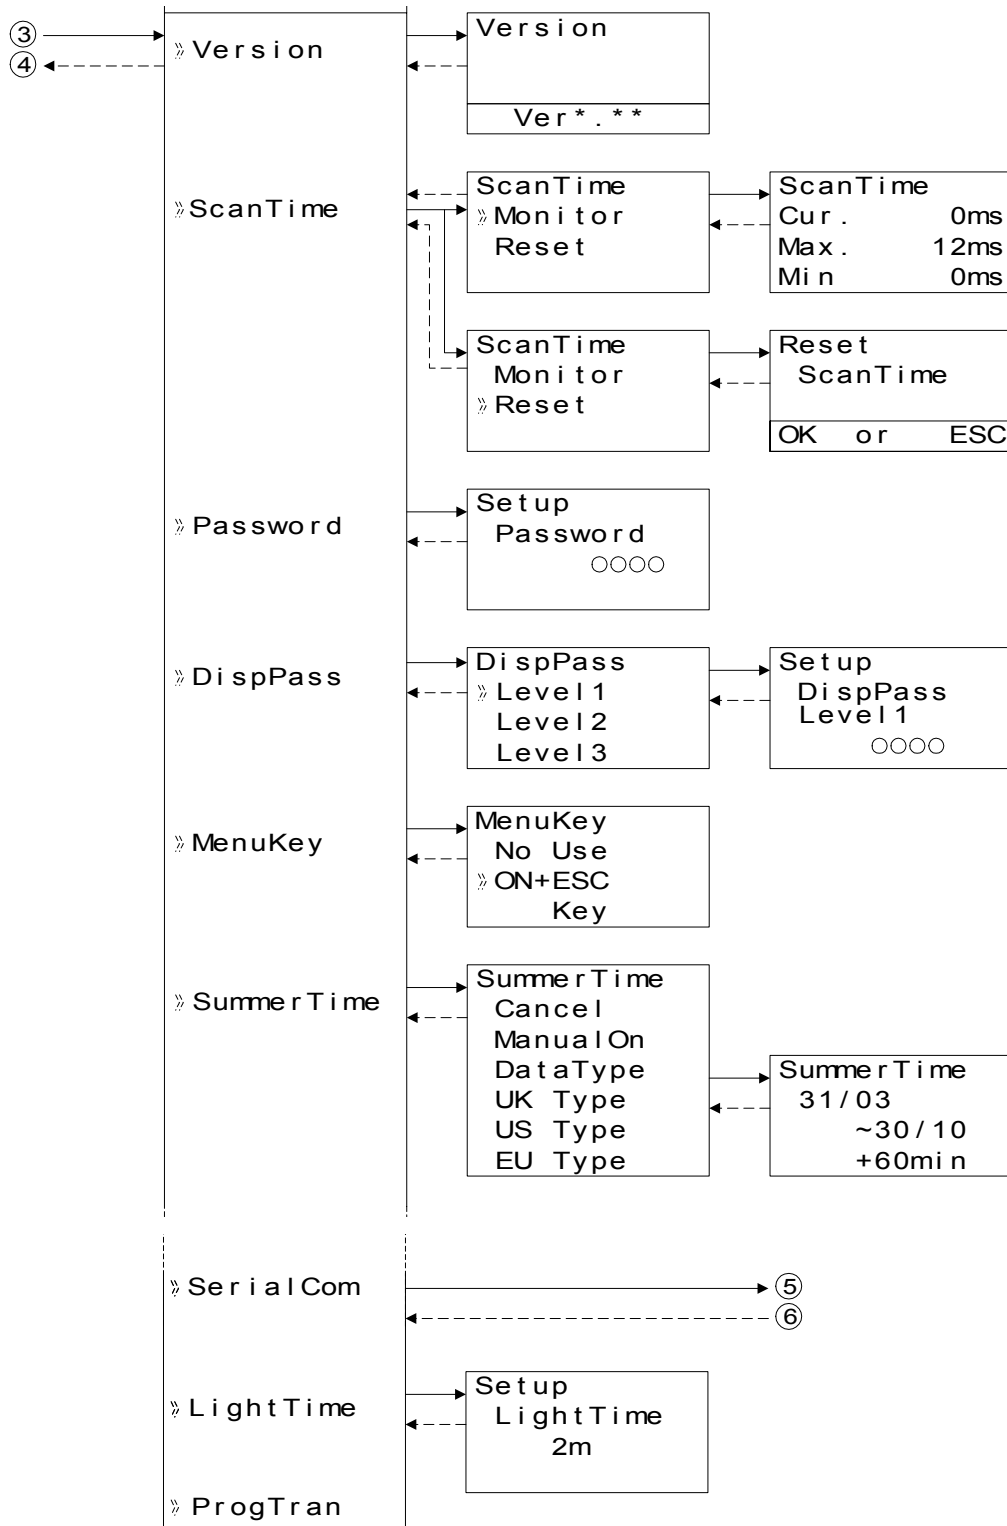 ③
④
» Version
Version
Ver*.**
» ScanTime
ScanTime
» Monitor
Reset
ScanTime
Cur. 0ms
Max. 12ms
Min 0ms
ScanTime
Monitor
» Reset
Reset
ScanTime
OK or ESC
» Password
Setup
Password
○○○○
» DispPass
DispPass
» Level1
Level2
Level3
Setup
DispPass
Level1
○○○○
» MenuKey
MenuKey
No Use
» ON+ESC
Key
» SummerTime
SummerTime
Cancel
ManualOn
DataType
UK Type
US Type
EU Type
SummerTime
31/03
~30/10
+60min
» SerialCom
⑤
⑥
» LightTime
Setup
LightTime
2m
» ProgTran